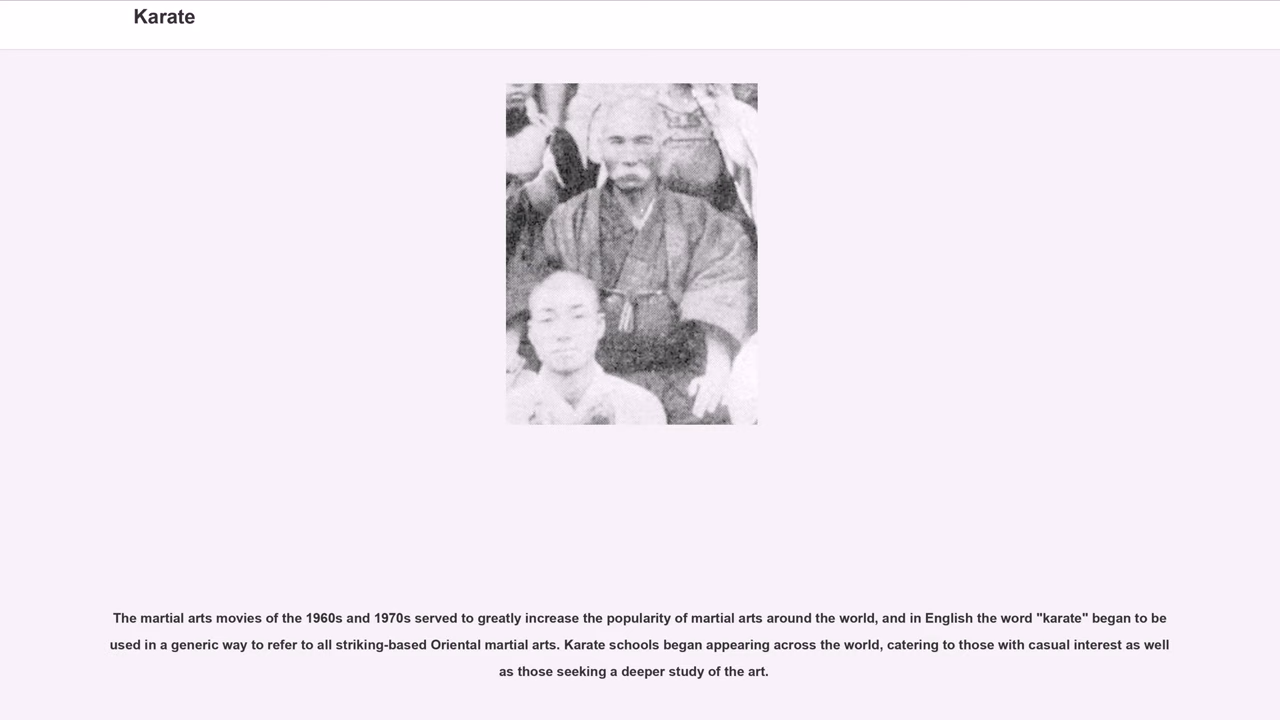 Karate
The martial arts movies of the 1960s and 1970s served to greatly increase the popularity of martial arts around the world, and in English the word "karate" began to be
used in a generic way to refer to all striking-based Oriental martial arts. Karate schools began appearing across the world, catering to those with casual interest as well
as those seeking a deeper study of the art.